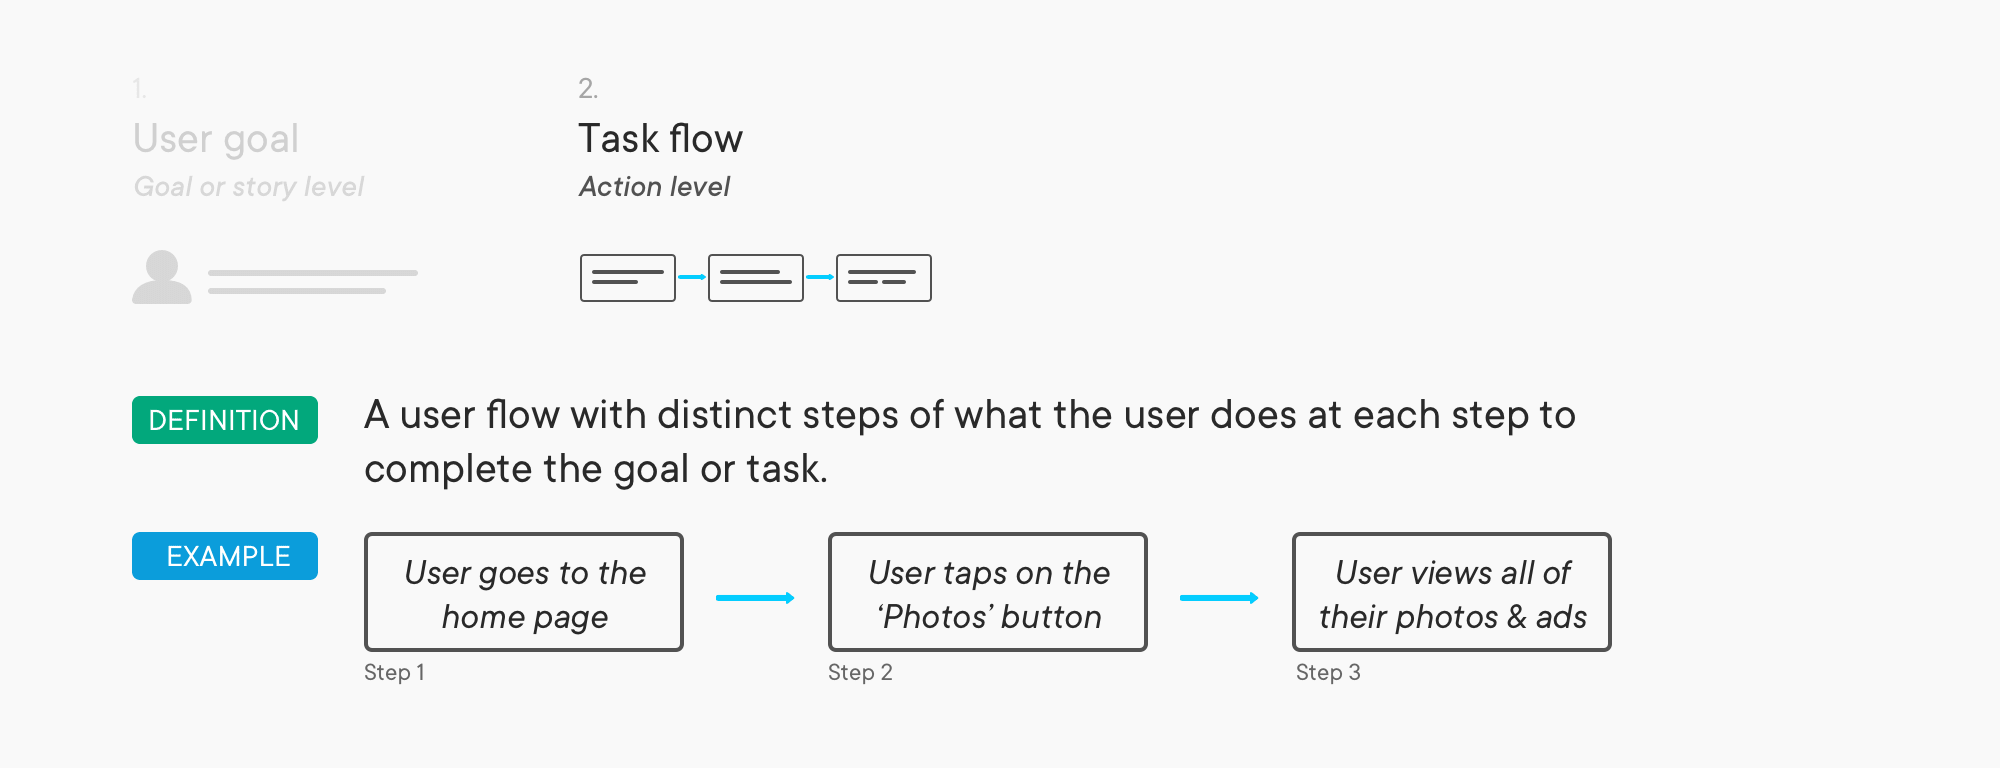 1.
User goal
Goal or story level
2.
Task flow
Action level
DEFINITION
A user flow with distinct steps of what the user does at each step to
complete the goal or task.
EXAMPLE
User goes to the
home page
Step 1
User taps on the
‘Photos’ button
Step 2
User views all of
their photos & ads
Step 3